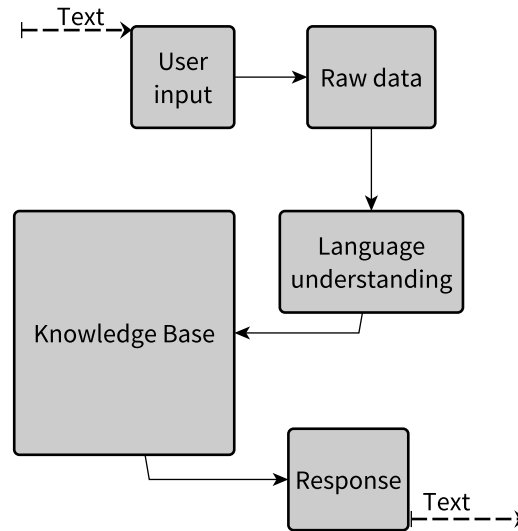 Text
User
input
Raw data
Language
understanding
Knowledge Base
Response
Text